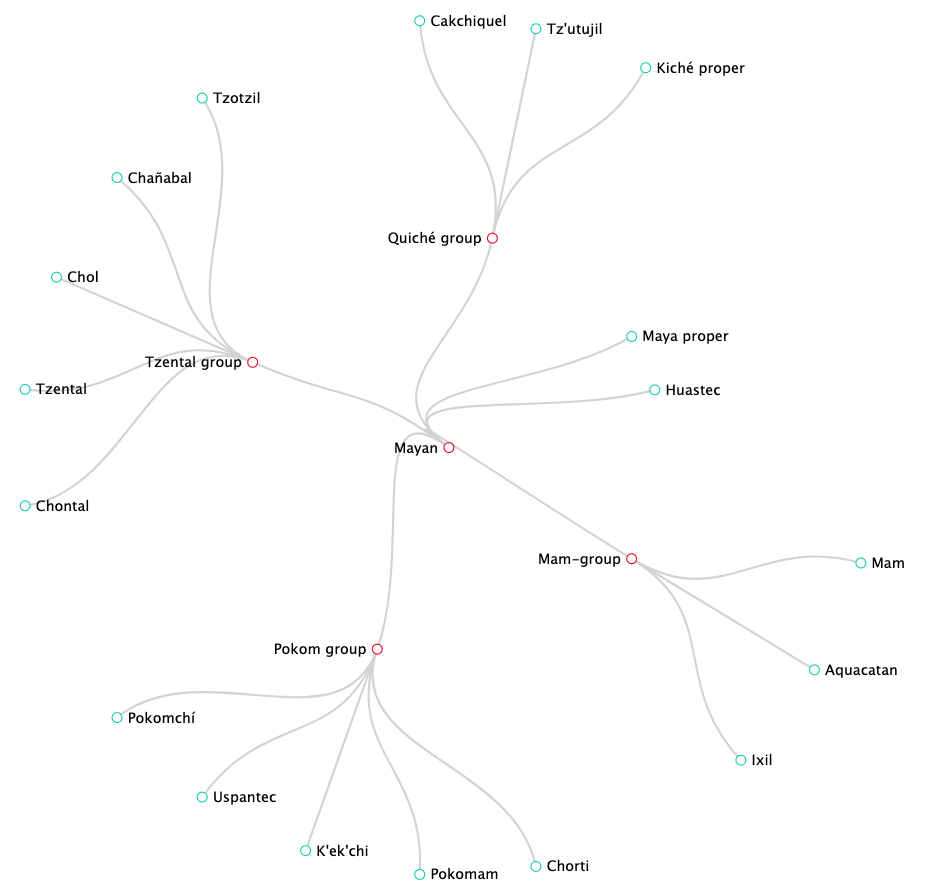 Cakchiquel
Tz'utujil
Kiché proper
Tzotzil
Chañabal
Quiché group
Chol
Maya proper
Tzental group
Tzental
Huastec
Mayan
Chontal
Mam-group
Mam
Pokom group
Aquacatan
Pokomchí
Ixil
Uspantec
K'ek'chi
Chorti
Pokomam